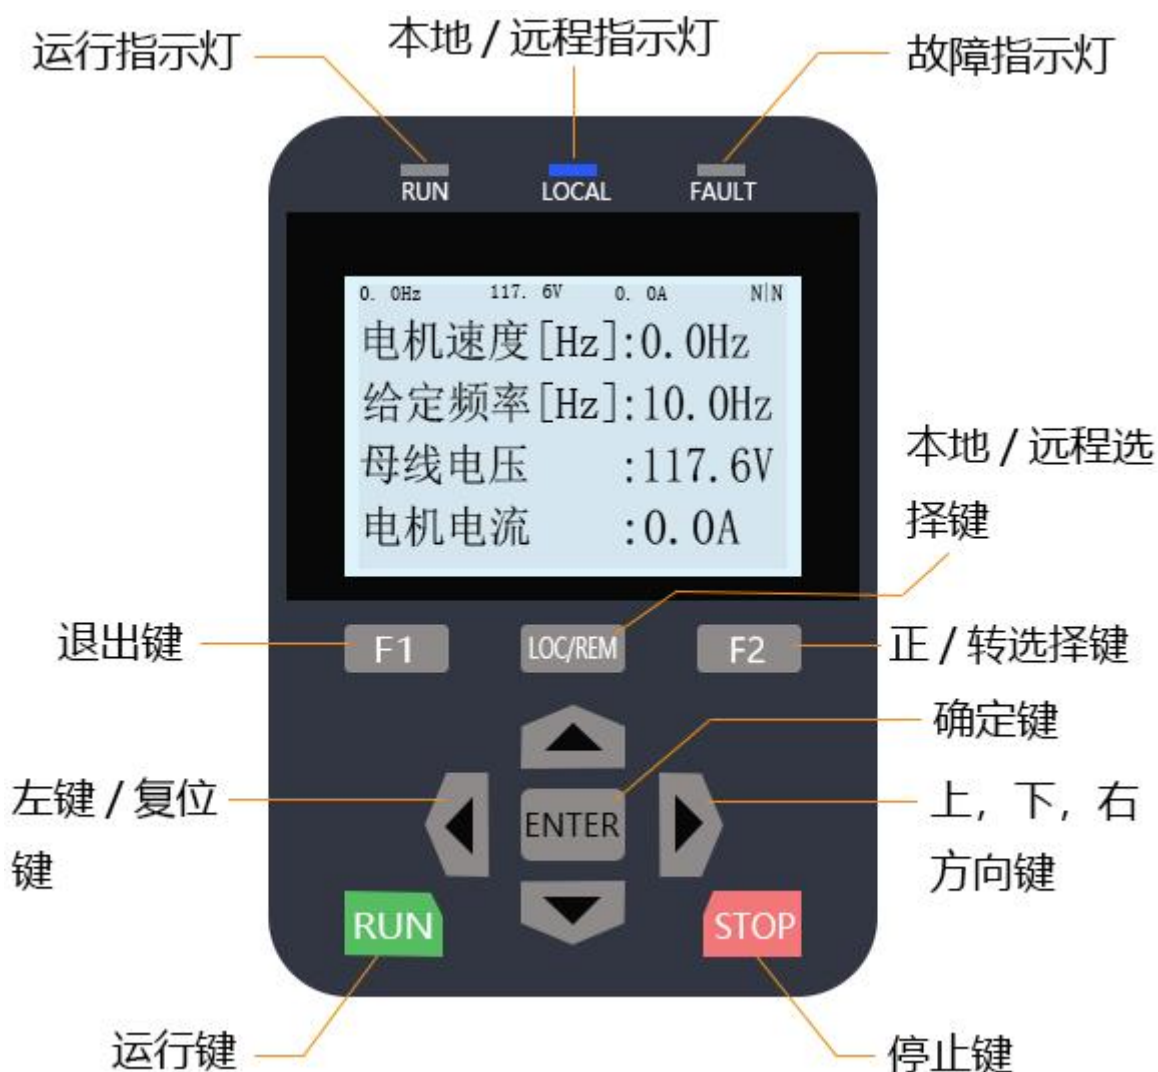 运行指示灯
本地 / 远程指示灯
故障指示灯
RUN
LOCAL
FAULT
0. 0Hz 117. 6V 0. 0A N|N
电机速度[Hz]:0.0Hz
给定频率[Hz]:10.0Hz
母线电压 :117.6V
电机电流 :0.0A
本地 / 远程选
择键
退出键
F1
LOC/REM
F2
正 / 转选择键
确定键
左键 / 复位
键
ENTER
上, 下, 右
方向键
RUN
STOP
运行键
停止键